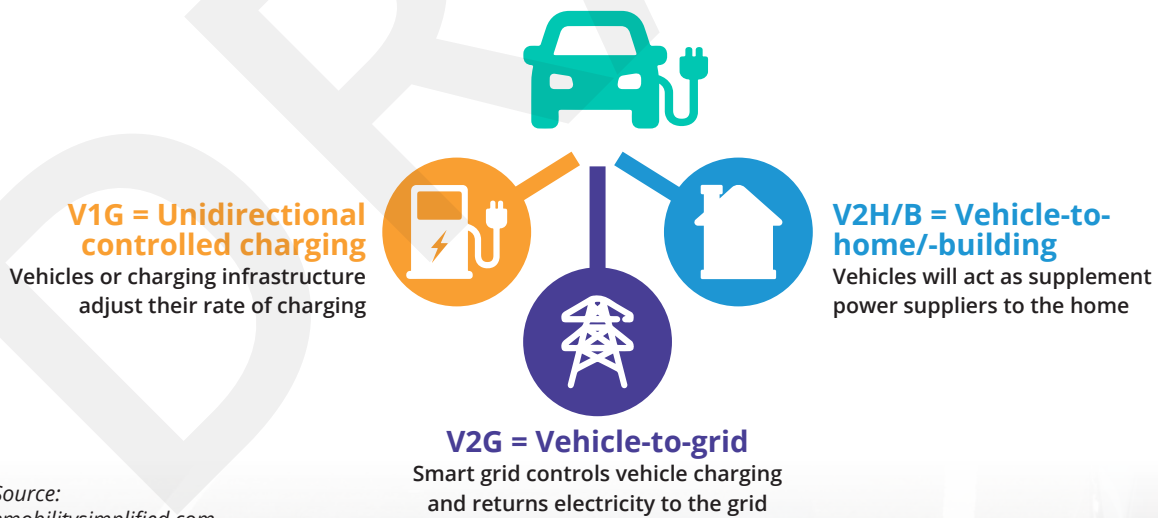 V1G = Unidirectional
controlled charging
Vehicles or charging infrastructure
adjust their rate of charging
V2H/B = Vehicle-to-
home/-building
Vehicles will act as supplement
power suppliers to the home
V2G = Vehicle-to-grid
Smart grid controls vehicle charging
and returns electricity to the grid
Source: